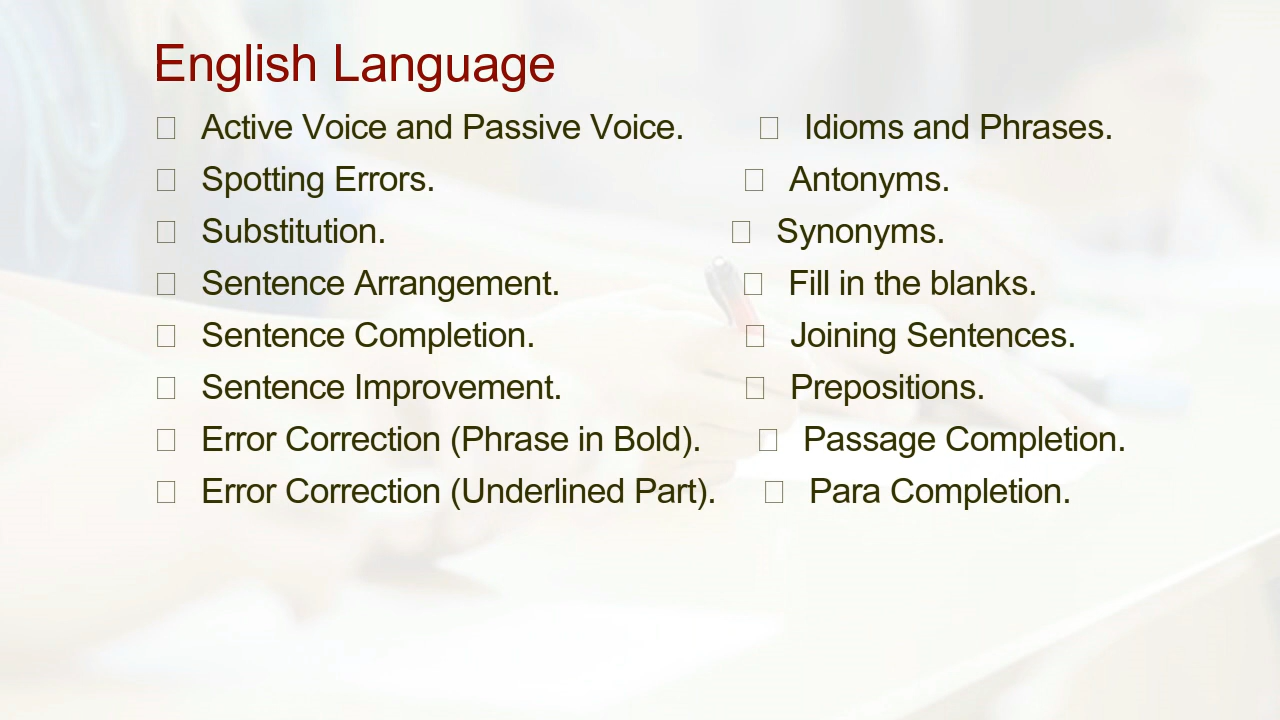 English Language
☐ Active Voice and Passive Voice. ☐ Idioms and Phrases.
☐ Spotting Errors. ☐ Antonyms.
☐ Substitution. ☐ Synonyms.
☐ Sentence Arrangement. ☐ Fill in the blanks.
☐ Sentence Completion. ☐ Joining Sentences.
☐ Sentence Improvement. ☐ Prepositions.
☐ Error Correction (Phrase in Bold). ☐ Passage Completion.
☐ Error Correction (Underlined Part). ☐ Para Completion.